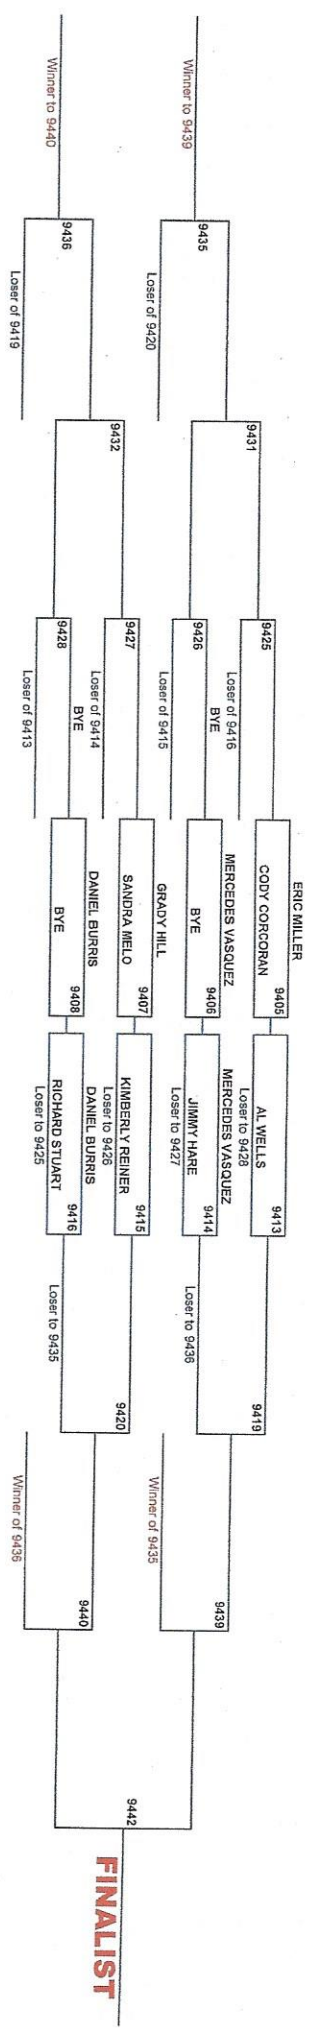 Winner to 9439
Winner to 9440
9435
Loser of 9420
9436
Loser of 9419
9431
9432
9425
Loser of 9416
BYE
9426
Loser of 9415
9427
Loser of 9414
BYE
9428
Loser of 9413
ERIC MILLER
9405
CODY CORCORAN
MERCEDES VASQUEZ
9406
BYE
GRADY HILL
9407
SANDRA MELO
DANIEL BURRIS
9408
BYE
9413
AL WELLS
Loser to 9428
MERCEDES VASQUEZ
9414
JIMMY HARE
Loser to 9427
9415
KIMBERLY REINER
Loser to 9426
DANIEL BURRIS
9416
RICHARD STUART
Loser to 9425
9419
Loser to 9436
9420
Loser to 9435
9439
Winner of 9435
9440
Winner of 9436
9442
FINALIST